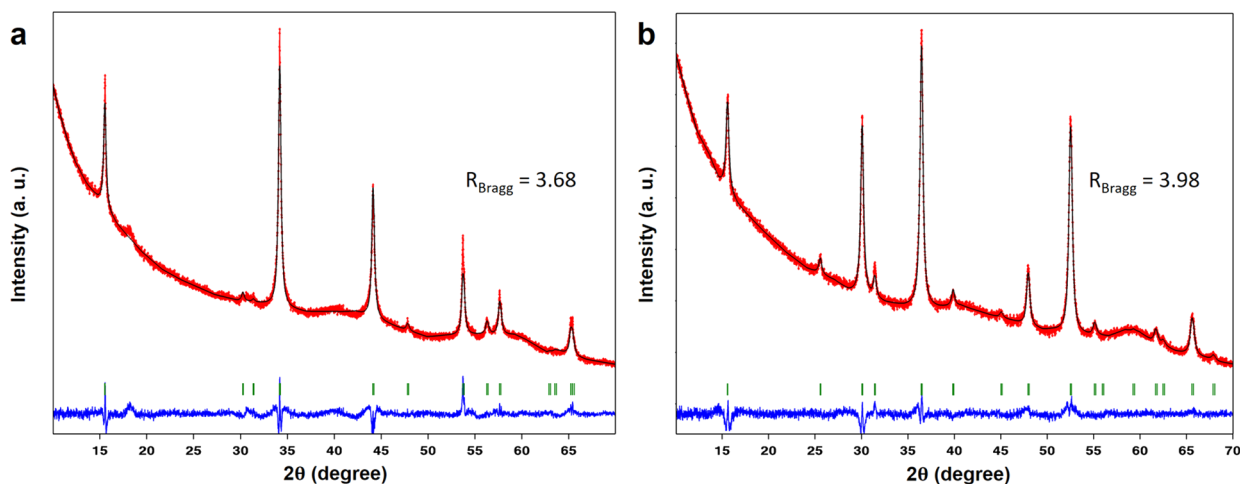 a
Intensity (a. u.)
R_Bragg = 3.68
15 20 25 30 35 40 45 50 55 60 65
2θ (degree)
b
Intensity (a. u.)
R_Bragg = 3.98
15 20 25 30 35 40 45 50 55 60 65 70
2θ (degree)